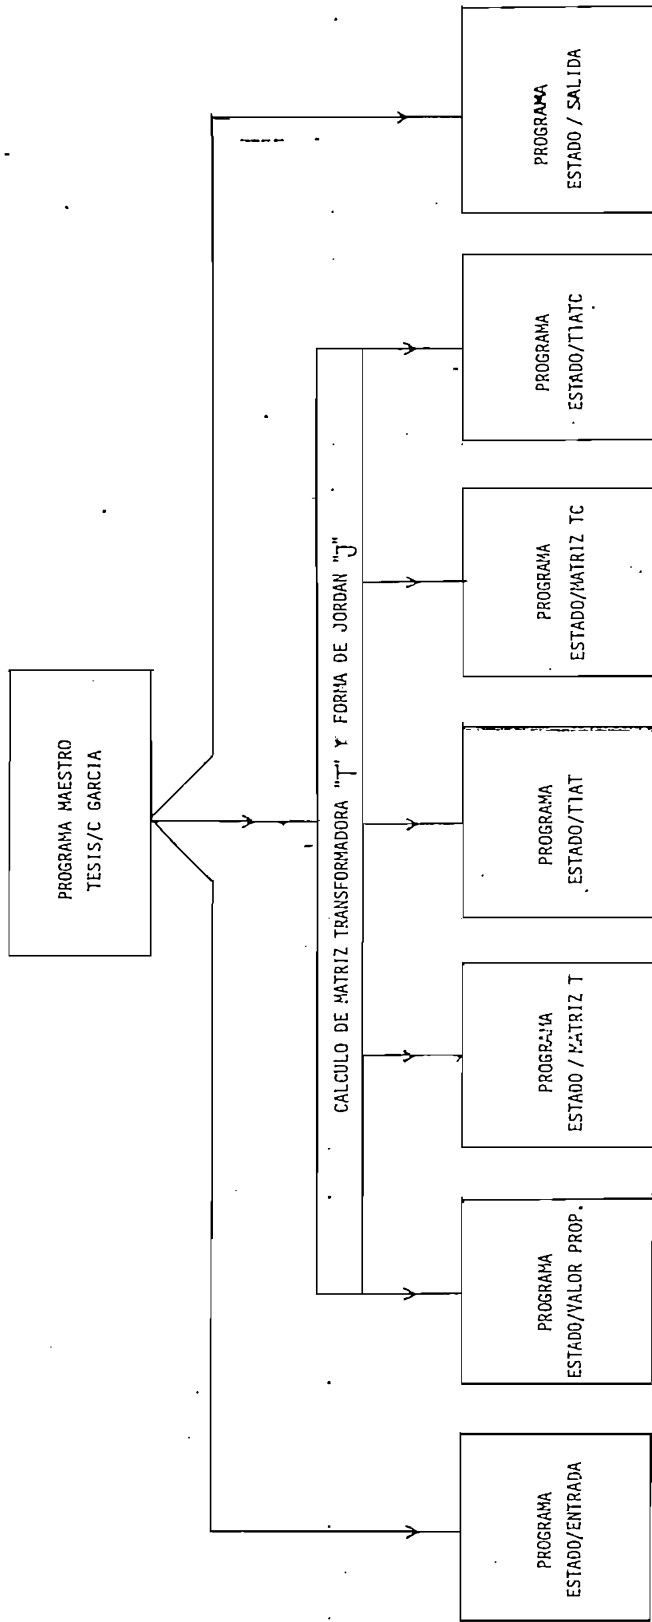 PROGRAMA MAESTRO
TESIS/C GARCIA
CALCULO DE MATRIZ TRANSFORMADORA "T" Y FORMA DE JORDAN "J"
PROGRAMA
ESTADO/ENTRADA
PROGRAMA
ESTADO/VALOR PROP.
PROGRAMA
ESTADO/MATRIZ T
PROGRAMA
ESTADO/T1AT
PROGRAMA
ESTADO/MATRIZ TC
PROGRAMA
ESTADO/T1ATC
PROGRAMA
ESTADO/SALIDA